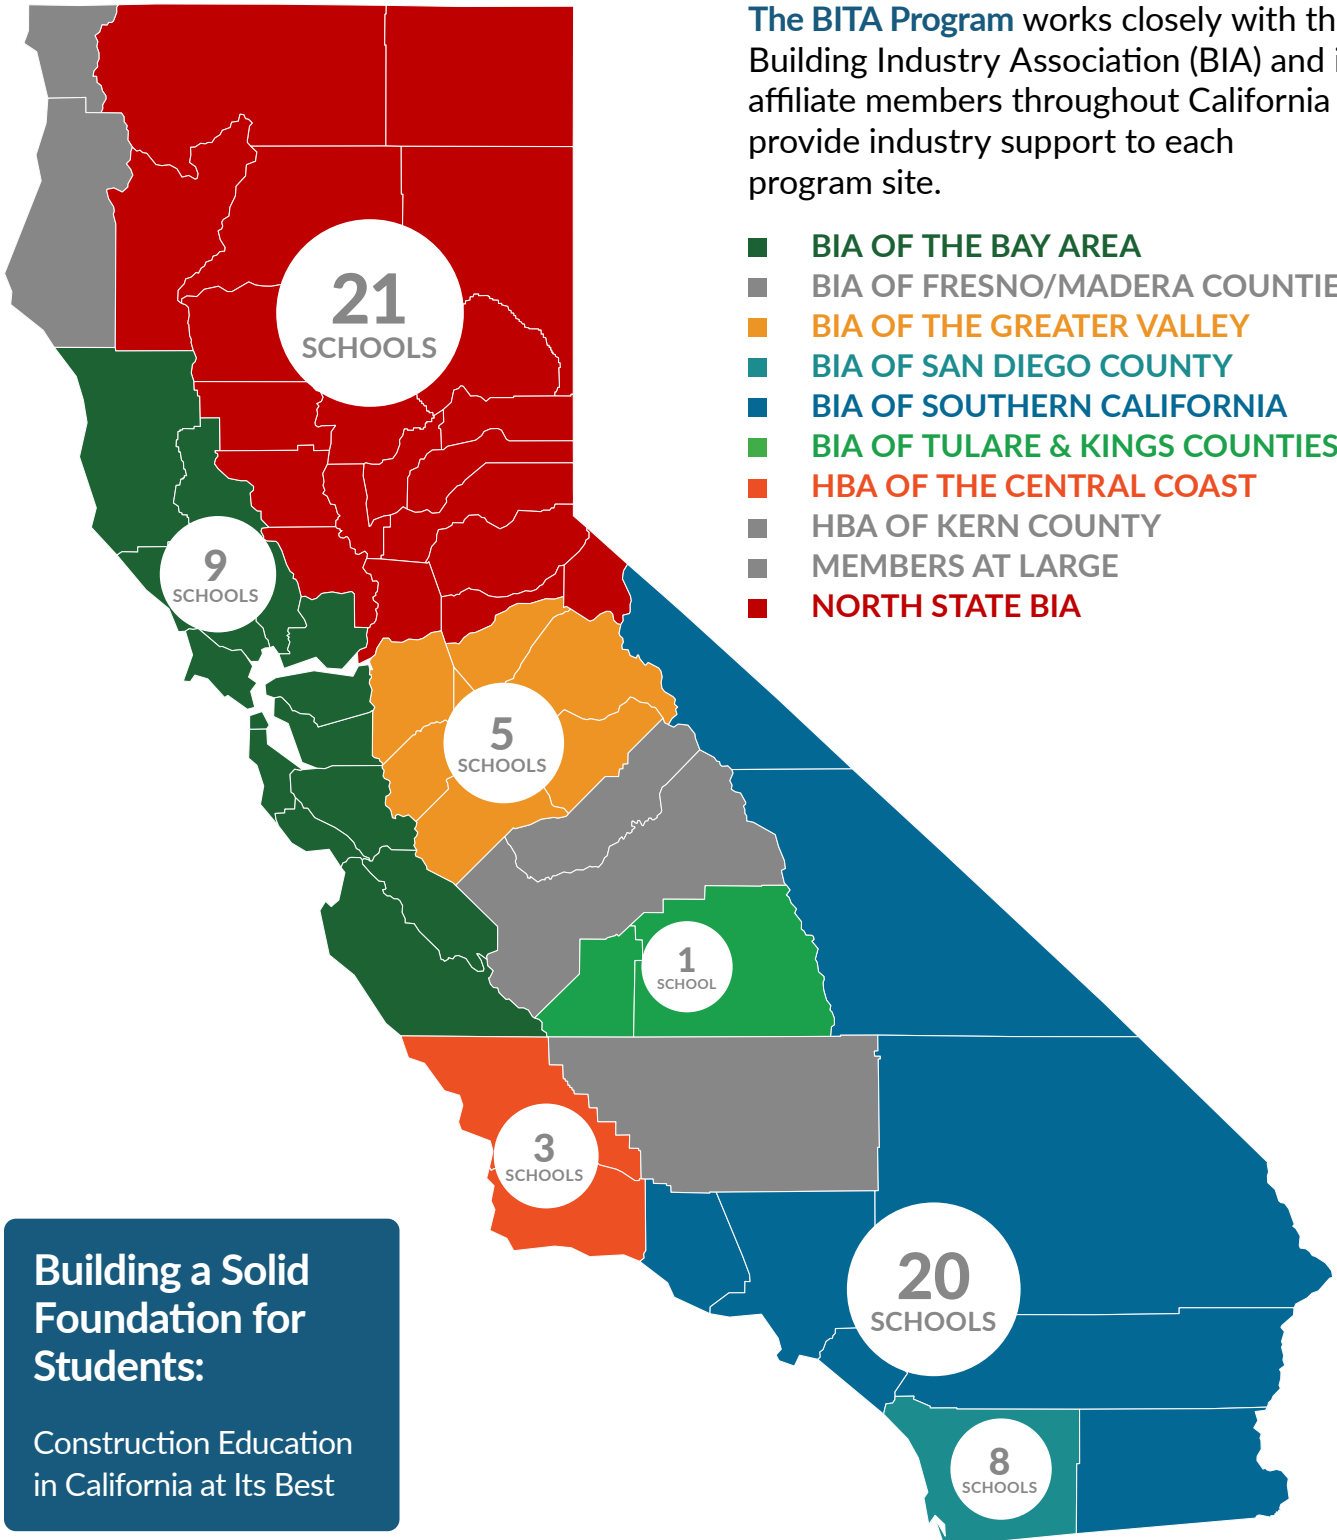 The BITA Program works closely with th
Building Industry Association (BIA) and i
affiliate members throughout California
provide industry support to each
program site.
BIA OF THE BAY AREA
BIA OF FRESNO/MADERA COUNTIE
BIA OF THE GREATER VALLEY
BIA OF SAN DIEGO COUNTY
BIA OF SOUTHERN CALIFORNIA
BIA OF TULARE & KINGS COUNTIES
HBA OF THE CENTRAL COAST
HBA OF KERN COUNTY
MEMBERS AT LARGE
NORTH STATE BIA
21
SCHOOLS
9
SCHOOLS
5
SCHOOLS
1
SCHOOL
3
SCHOOLS
20
SCHOOLS
8
SCHOOLS
Building a Solid
Foundation for
Students:
Construction Education
in California at Its Best